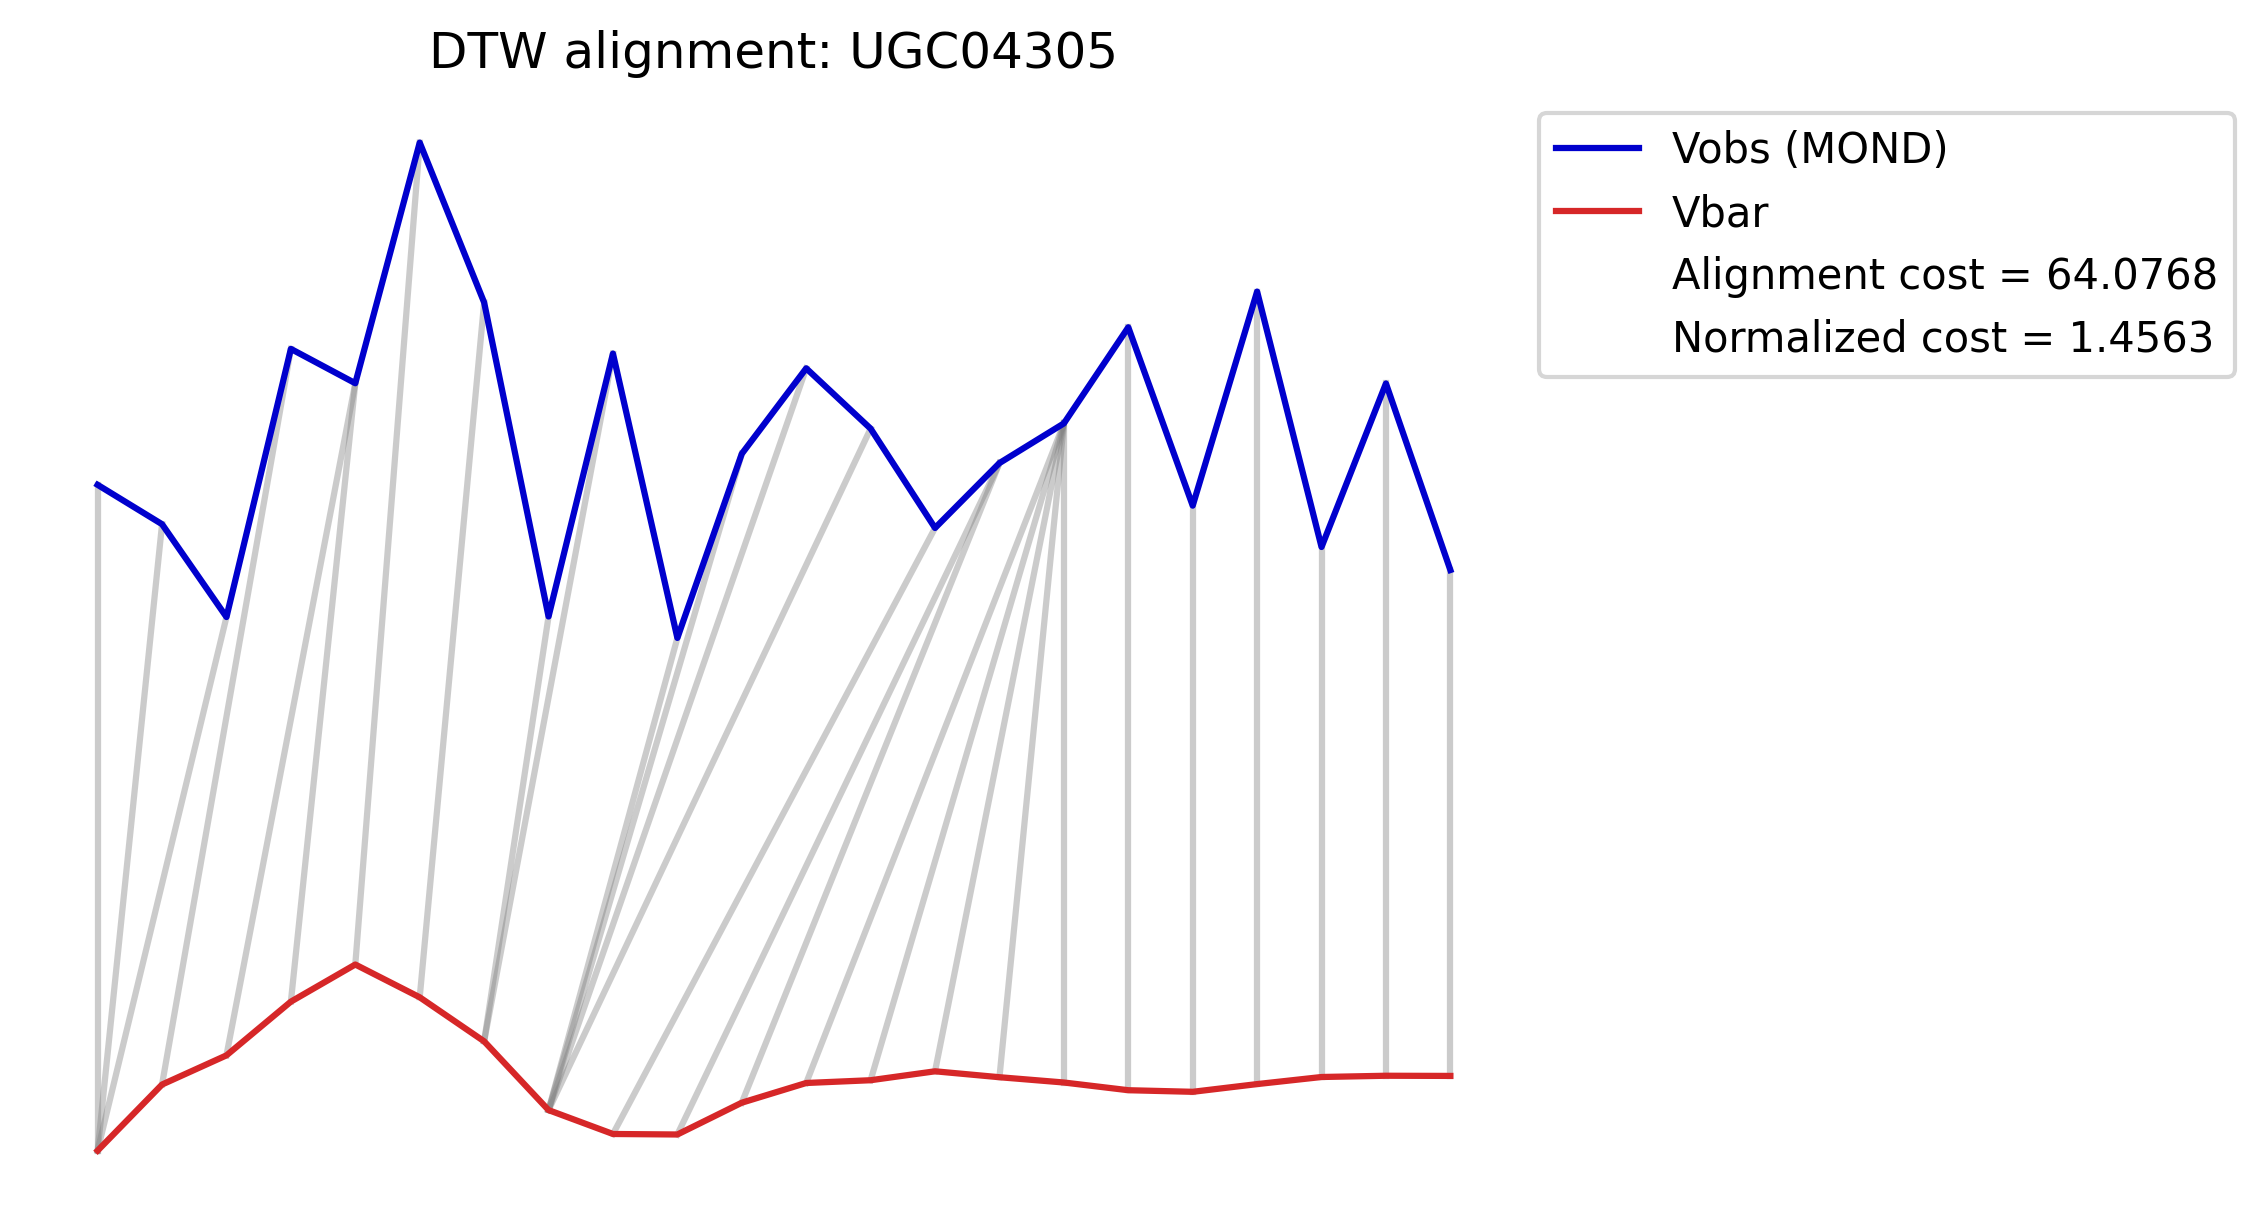 DTW alignment: UGC04305
Vobs (MOND)
Vbar
Alignment cost = 64.0768
Normalized cost = 1.4563